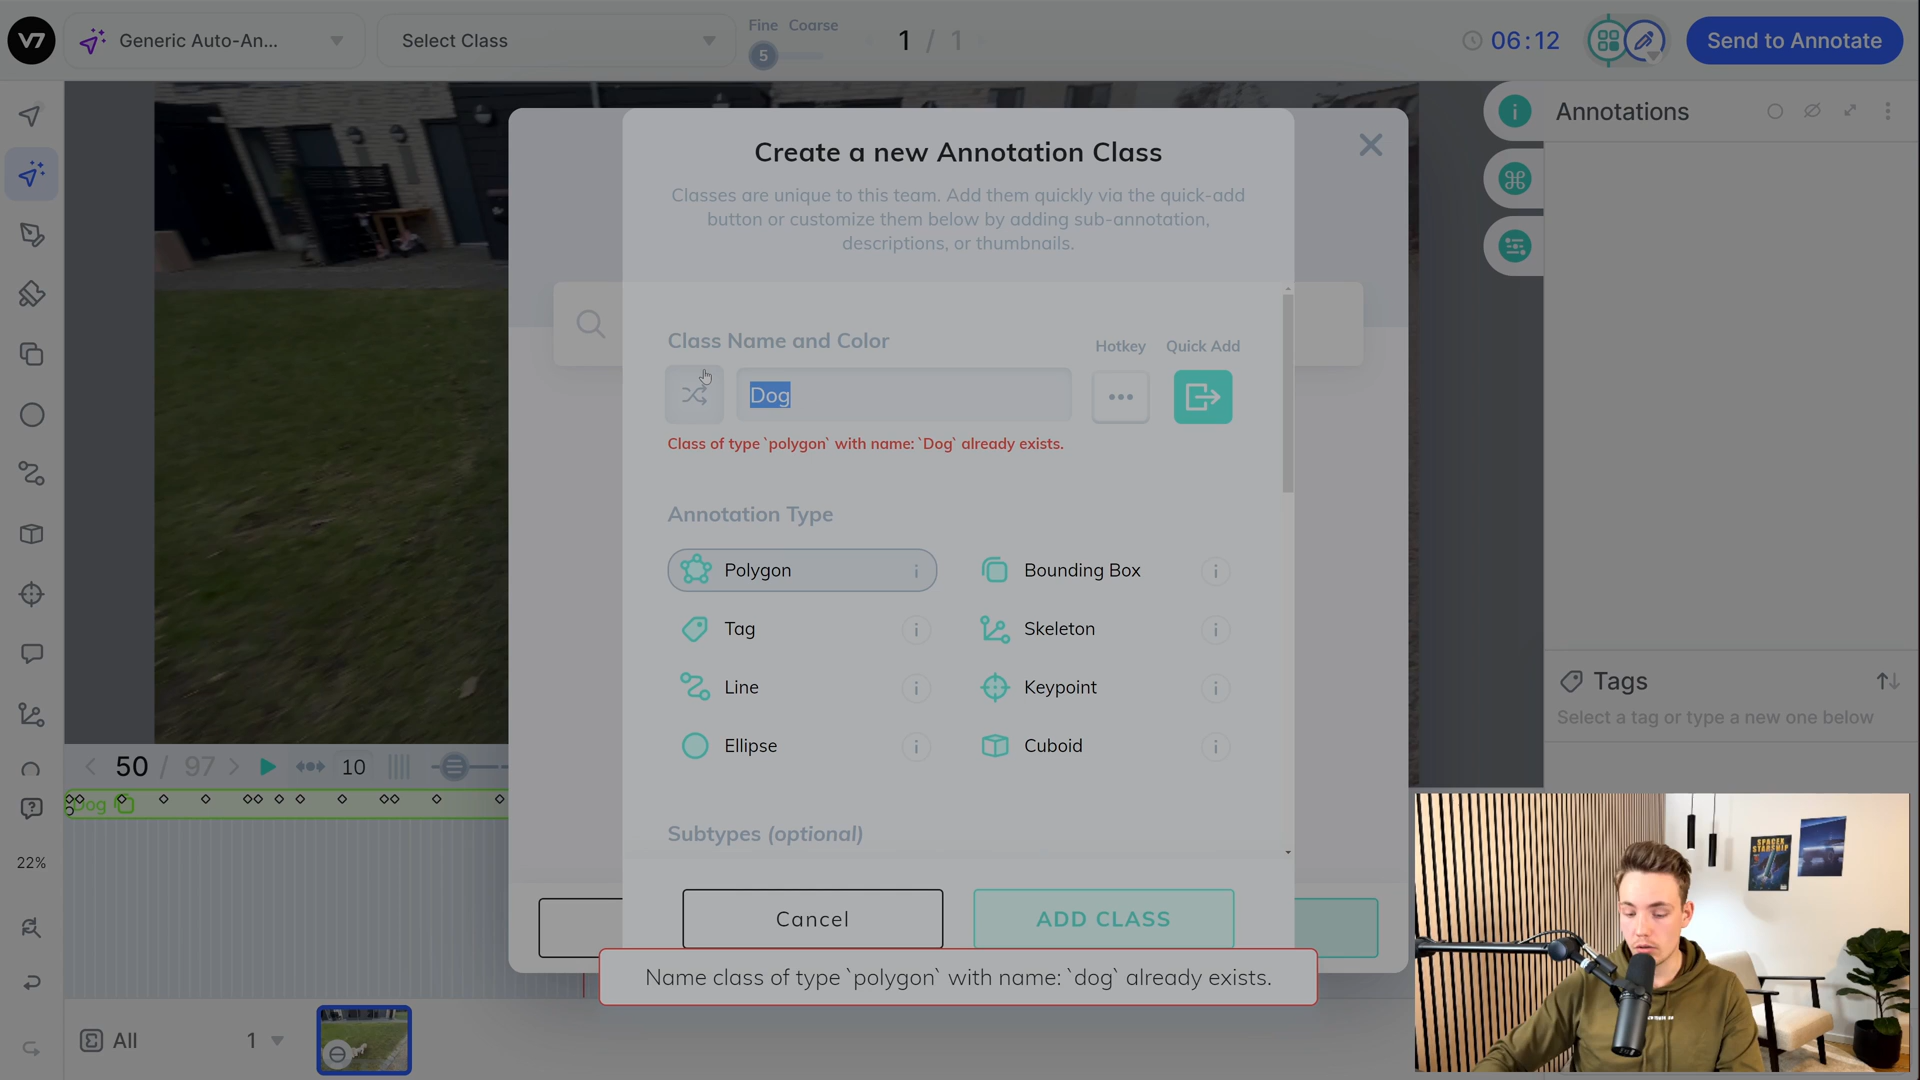 V7
Generic Auto-An...
Select Class
Fine Coarse
5
1 / 1
06:12
Send to Annotate
Annotations
Create a new Annotation Class
Classes are unique to this team. Add them quickly via the quick-add
button or customize them below by adding sub-annotation,
descriptions, or thumbnails.
Class Name and Color
Hotkey
Quick Add
Dog
Class of type `polygon` with name: `Dog` already exists.
Annotation Type
Polygon
Bounding Box
Tag
Skeleton
Line
Keypoint
Ellipse
Cuboid
Subtypes (optional)
Cancel
ADD CLASS
Name class of type `polygon` with name: `dog` already exists.
Tags
Select a tag or type a new one below
50 / 97
10
Dog
22%
All
1
SPACEX
STARSHIP